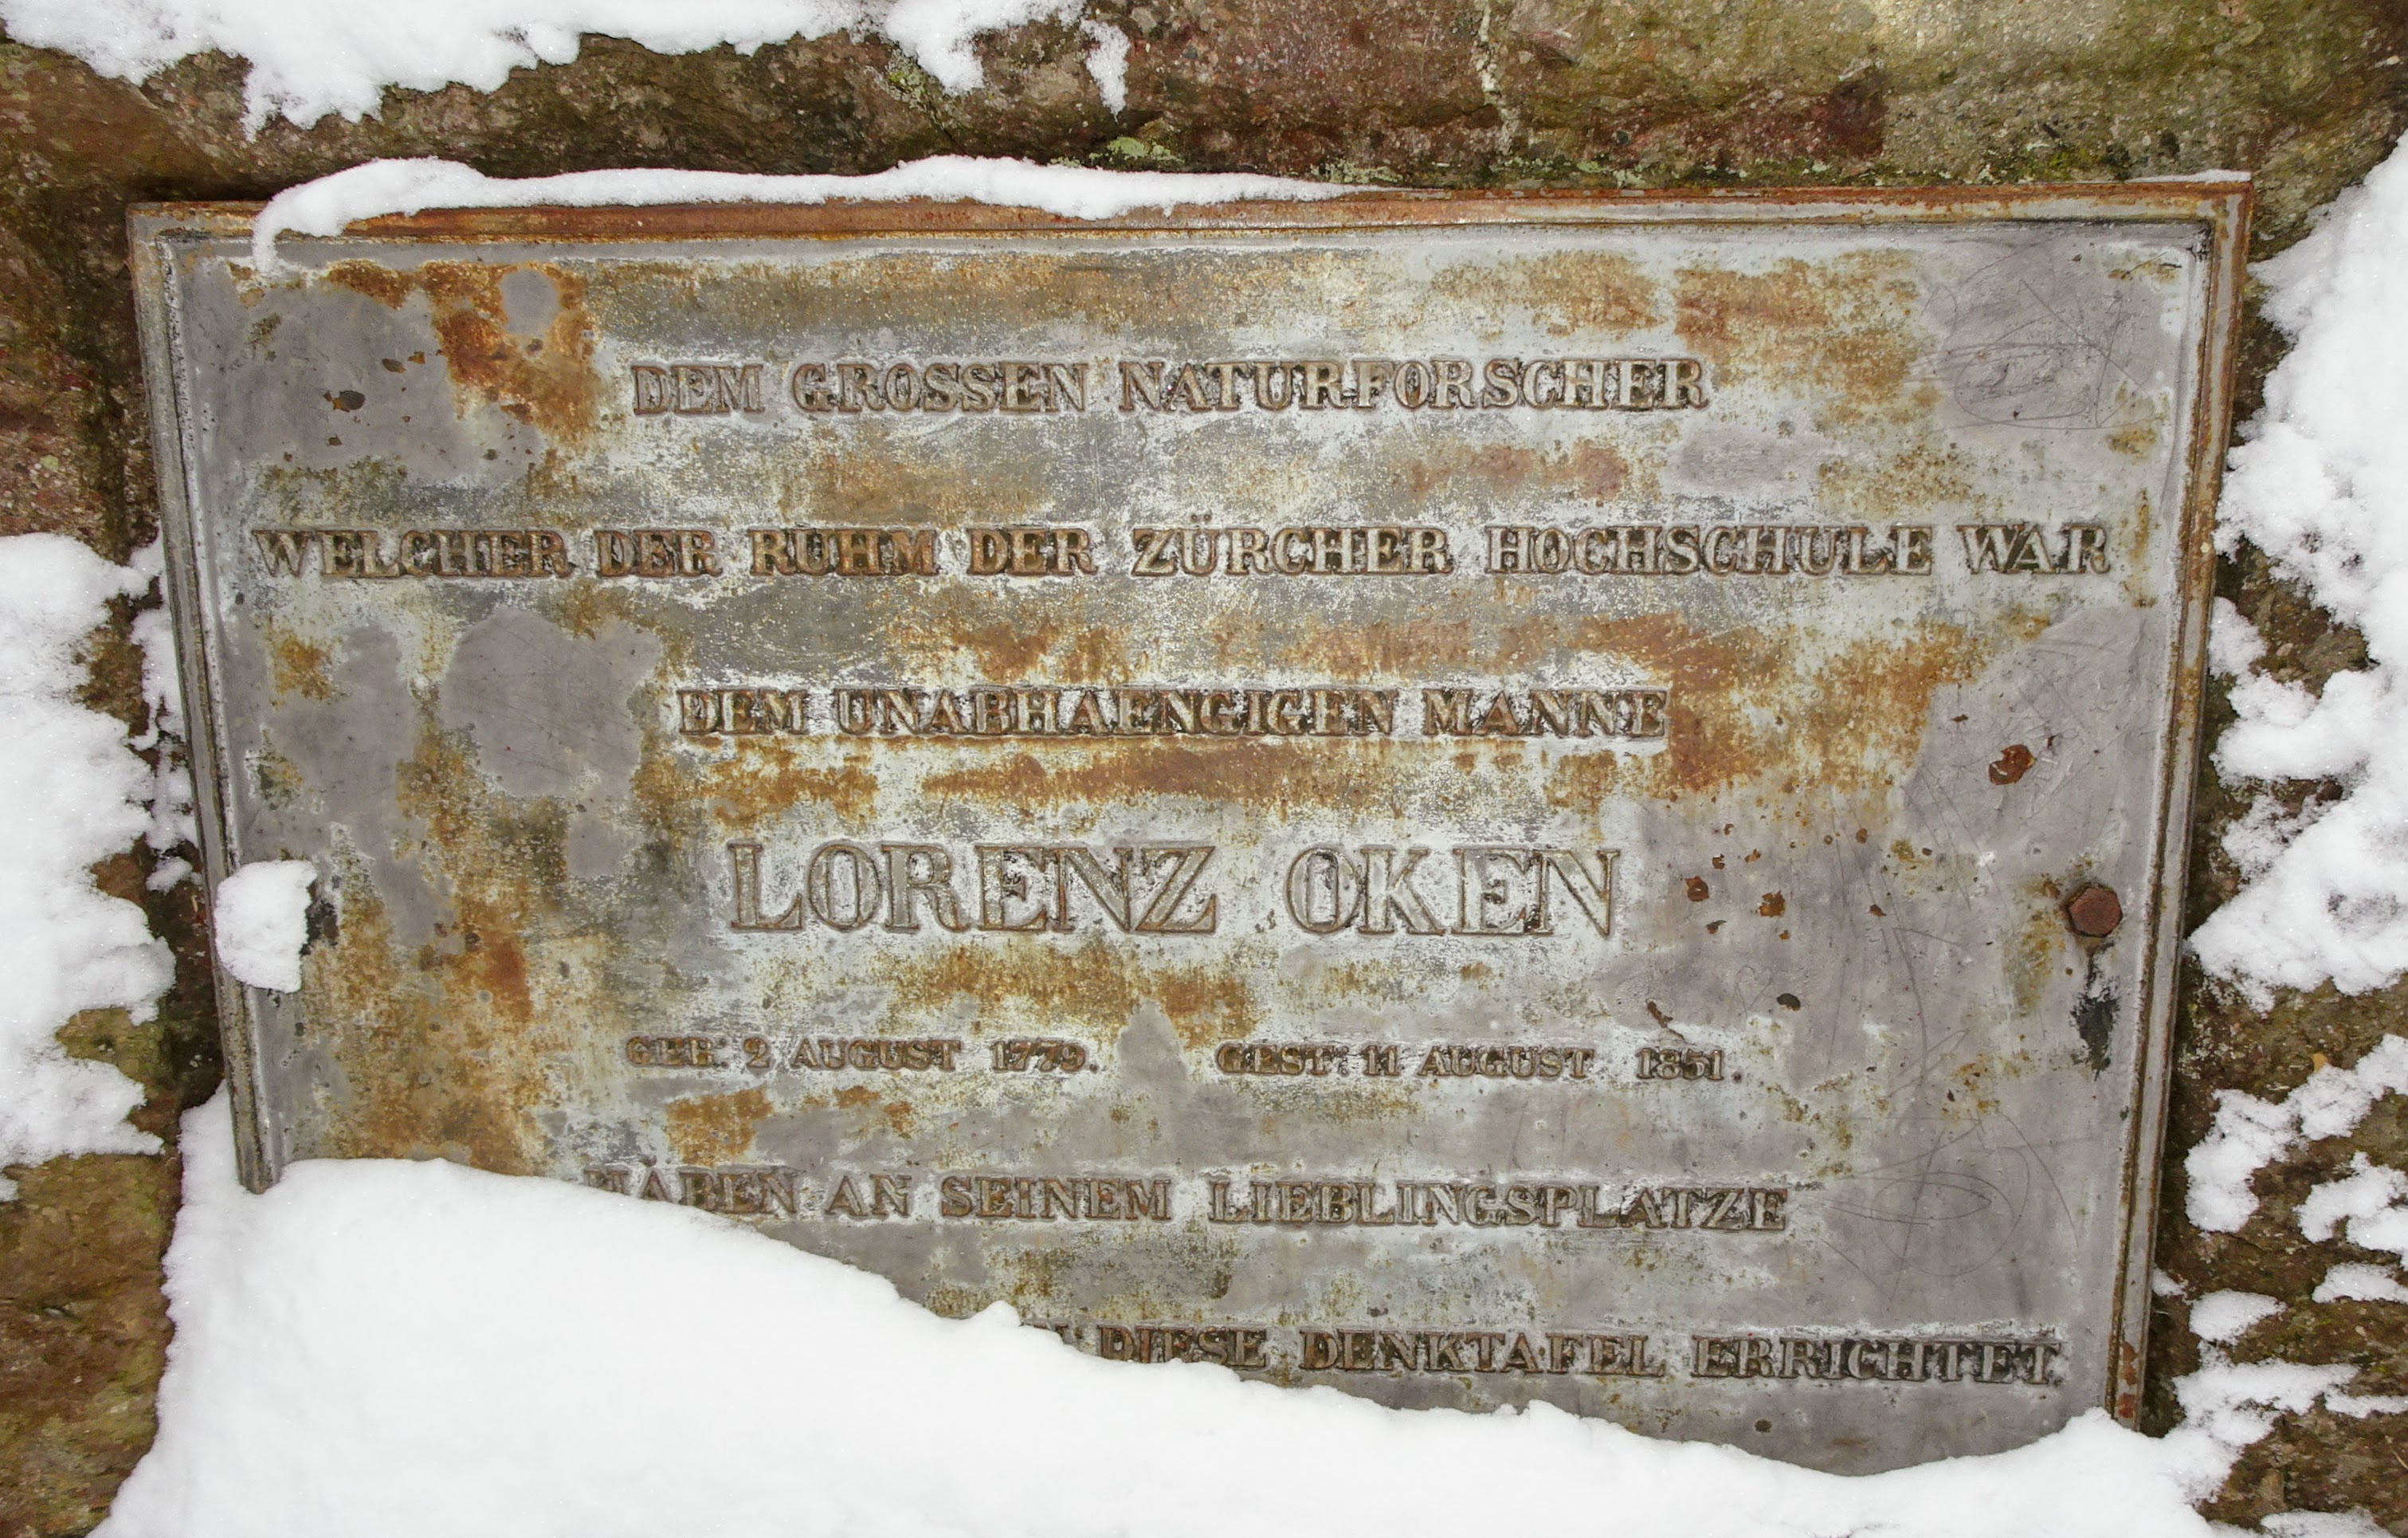 DEM GROSSEN NATURFORSCHER
WELCHER DER RUHM DER ZÜRCHER HOCHSCHULE WAR
DEM UNABHAENGIGEN MANNE
LORENZ OKEN
GEB. 2 AUGUST 1779. GEST. 11 AUGUST 1851.
HABEN AN SEINEM LIEBLINGSPLATZE
DIESE DENKTAFEL ERRICHTET.